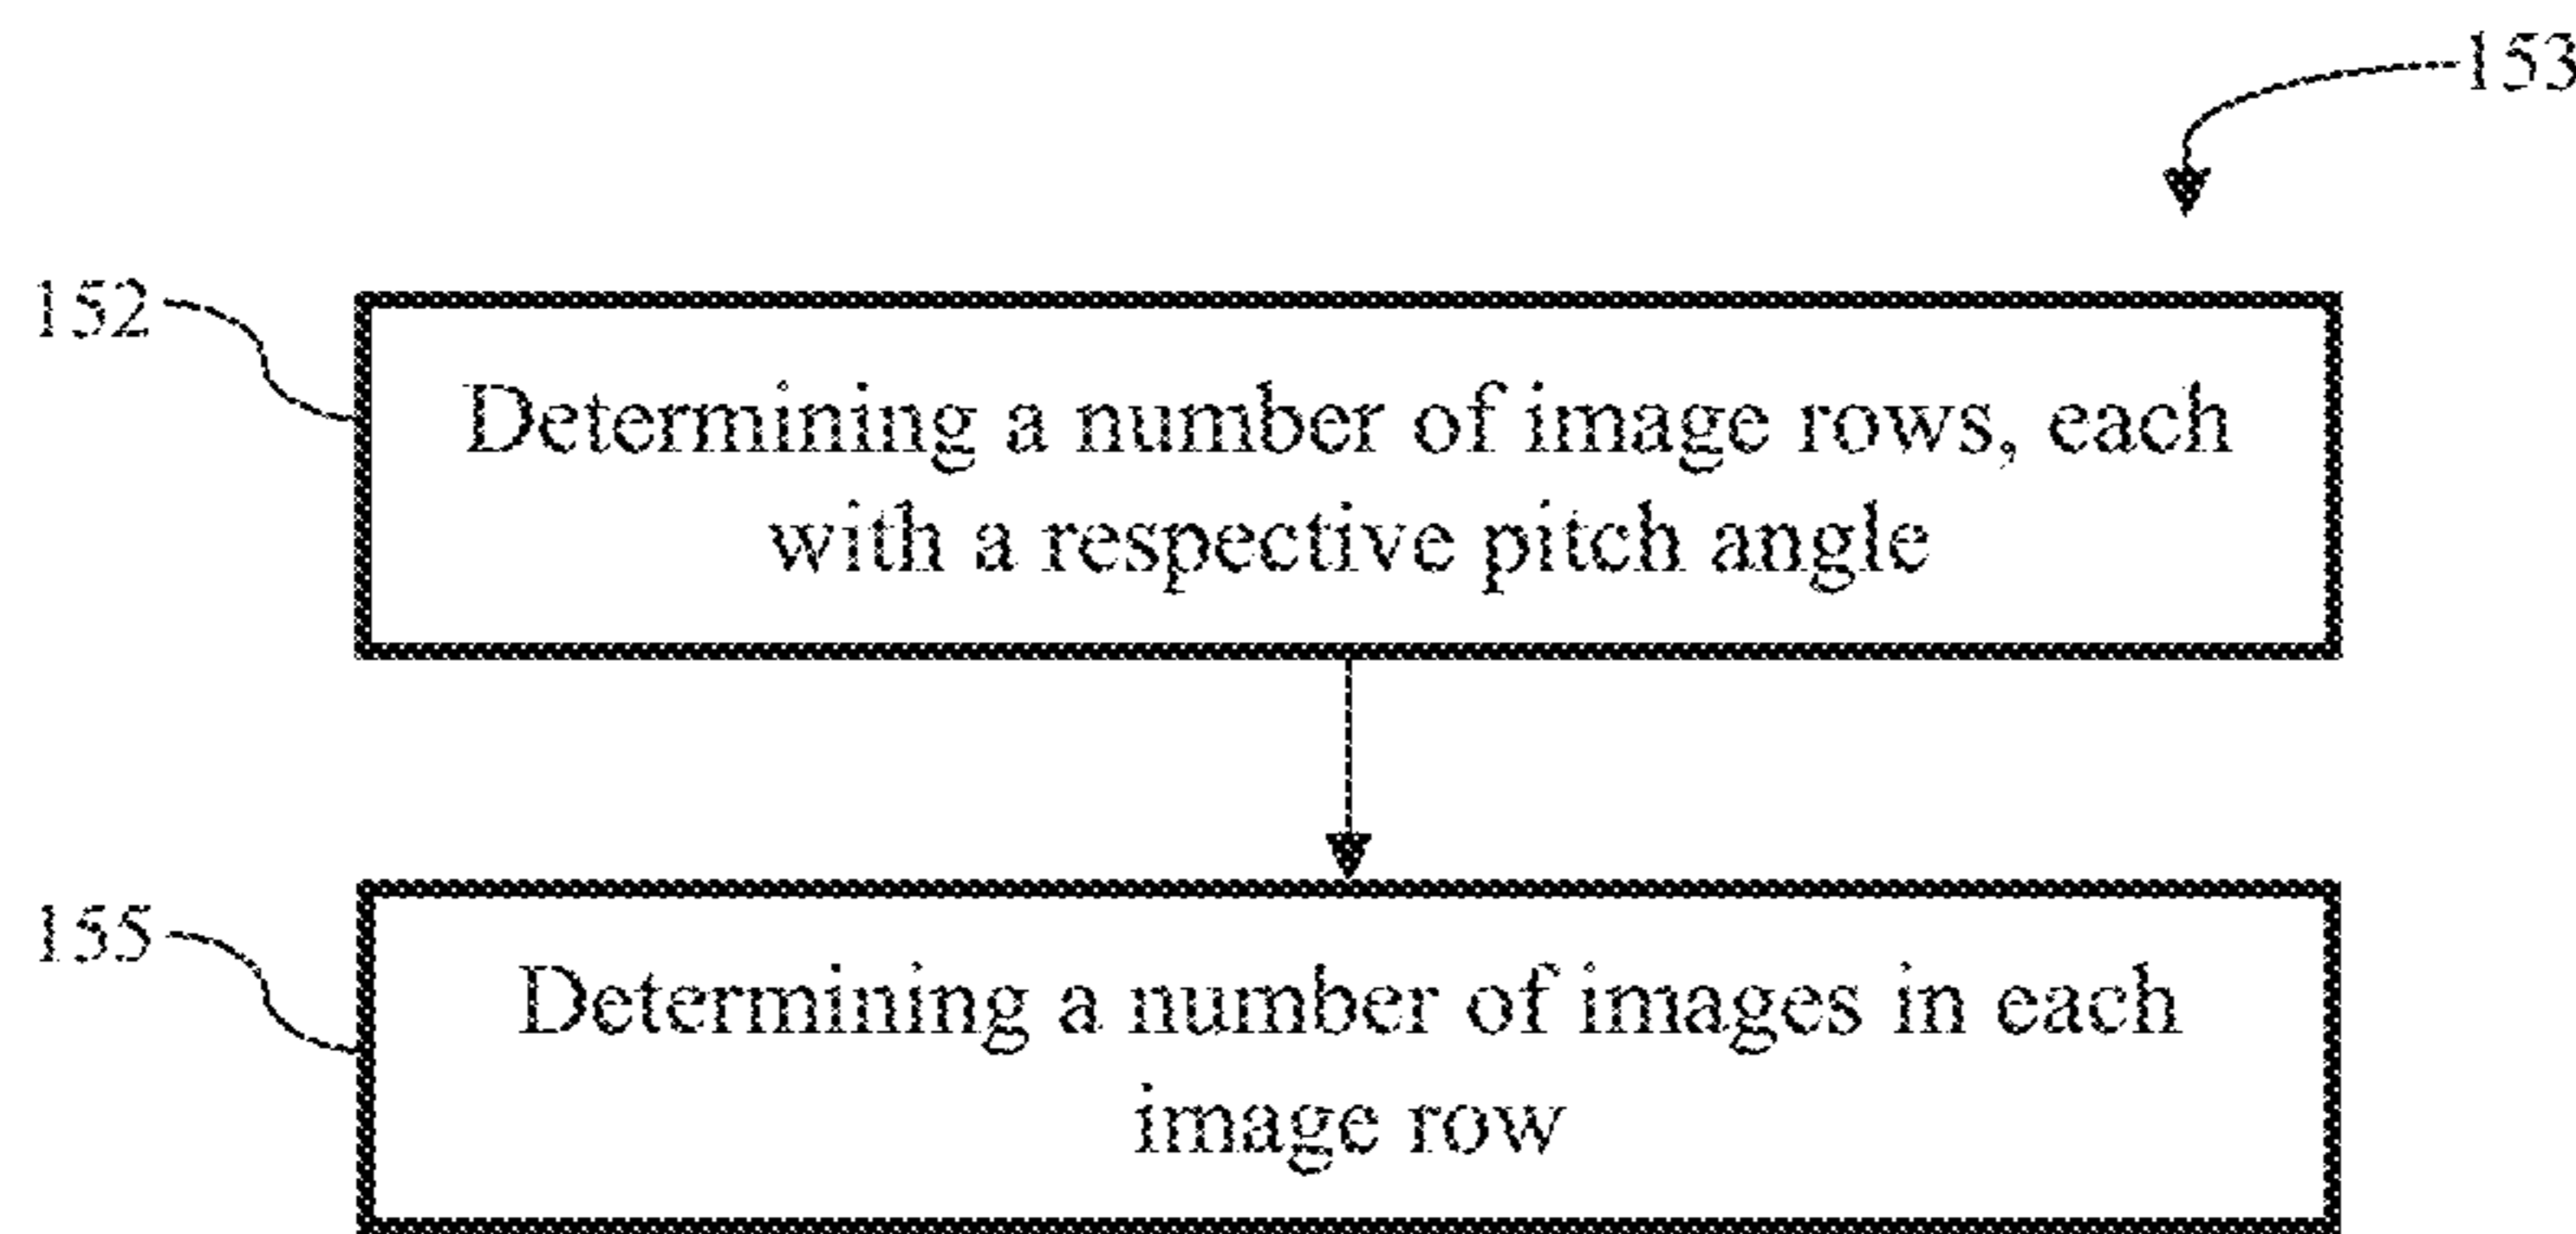 153
152
Determining a number of image rows, each
with a respective pitch angle
155
Determining a number of images in each
image row